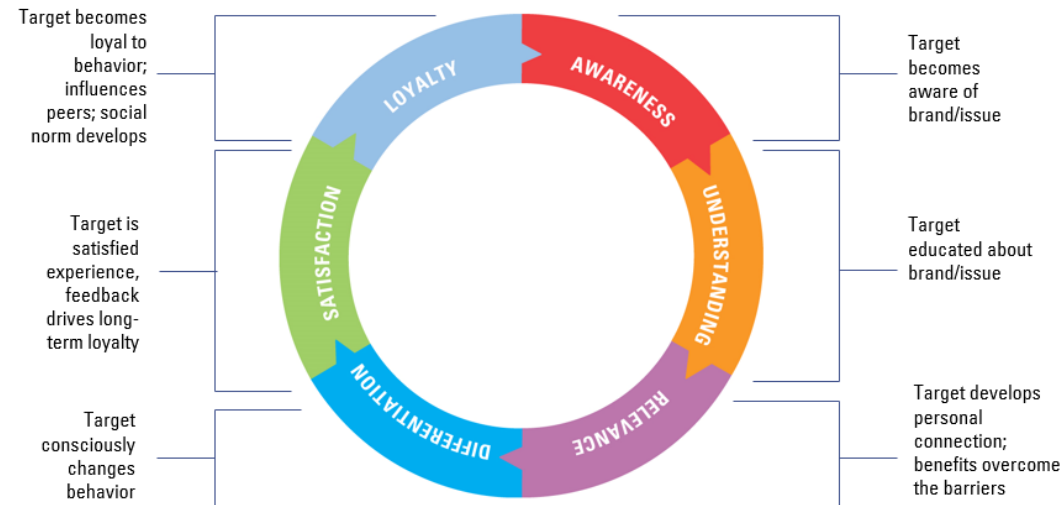 Target becomes
loyal to
behavior;
influences
peers; social
norm develops
LOYALTY
AWARENESS
Target
becomes
aware of
brand/issue
Target is
satisfied
experience,
feedback
drives long-
term loyalty
SATISFACTION
UNDERSTANDING
Target
educated about
brand/issue
Target
consciously
changes
behavior
DIFFERENTIATION
RELEVANCE
Target develops
personal
connection;
benefits overcome
the barriers